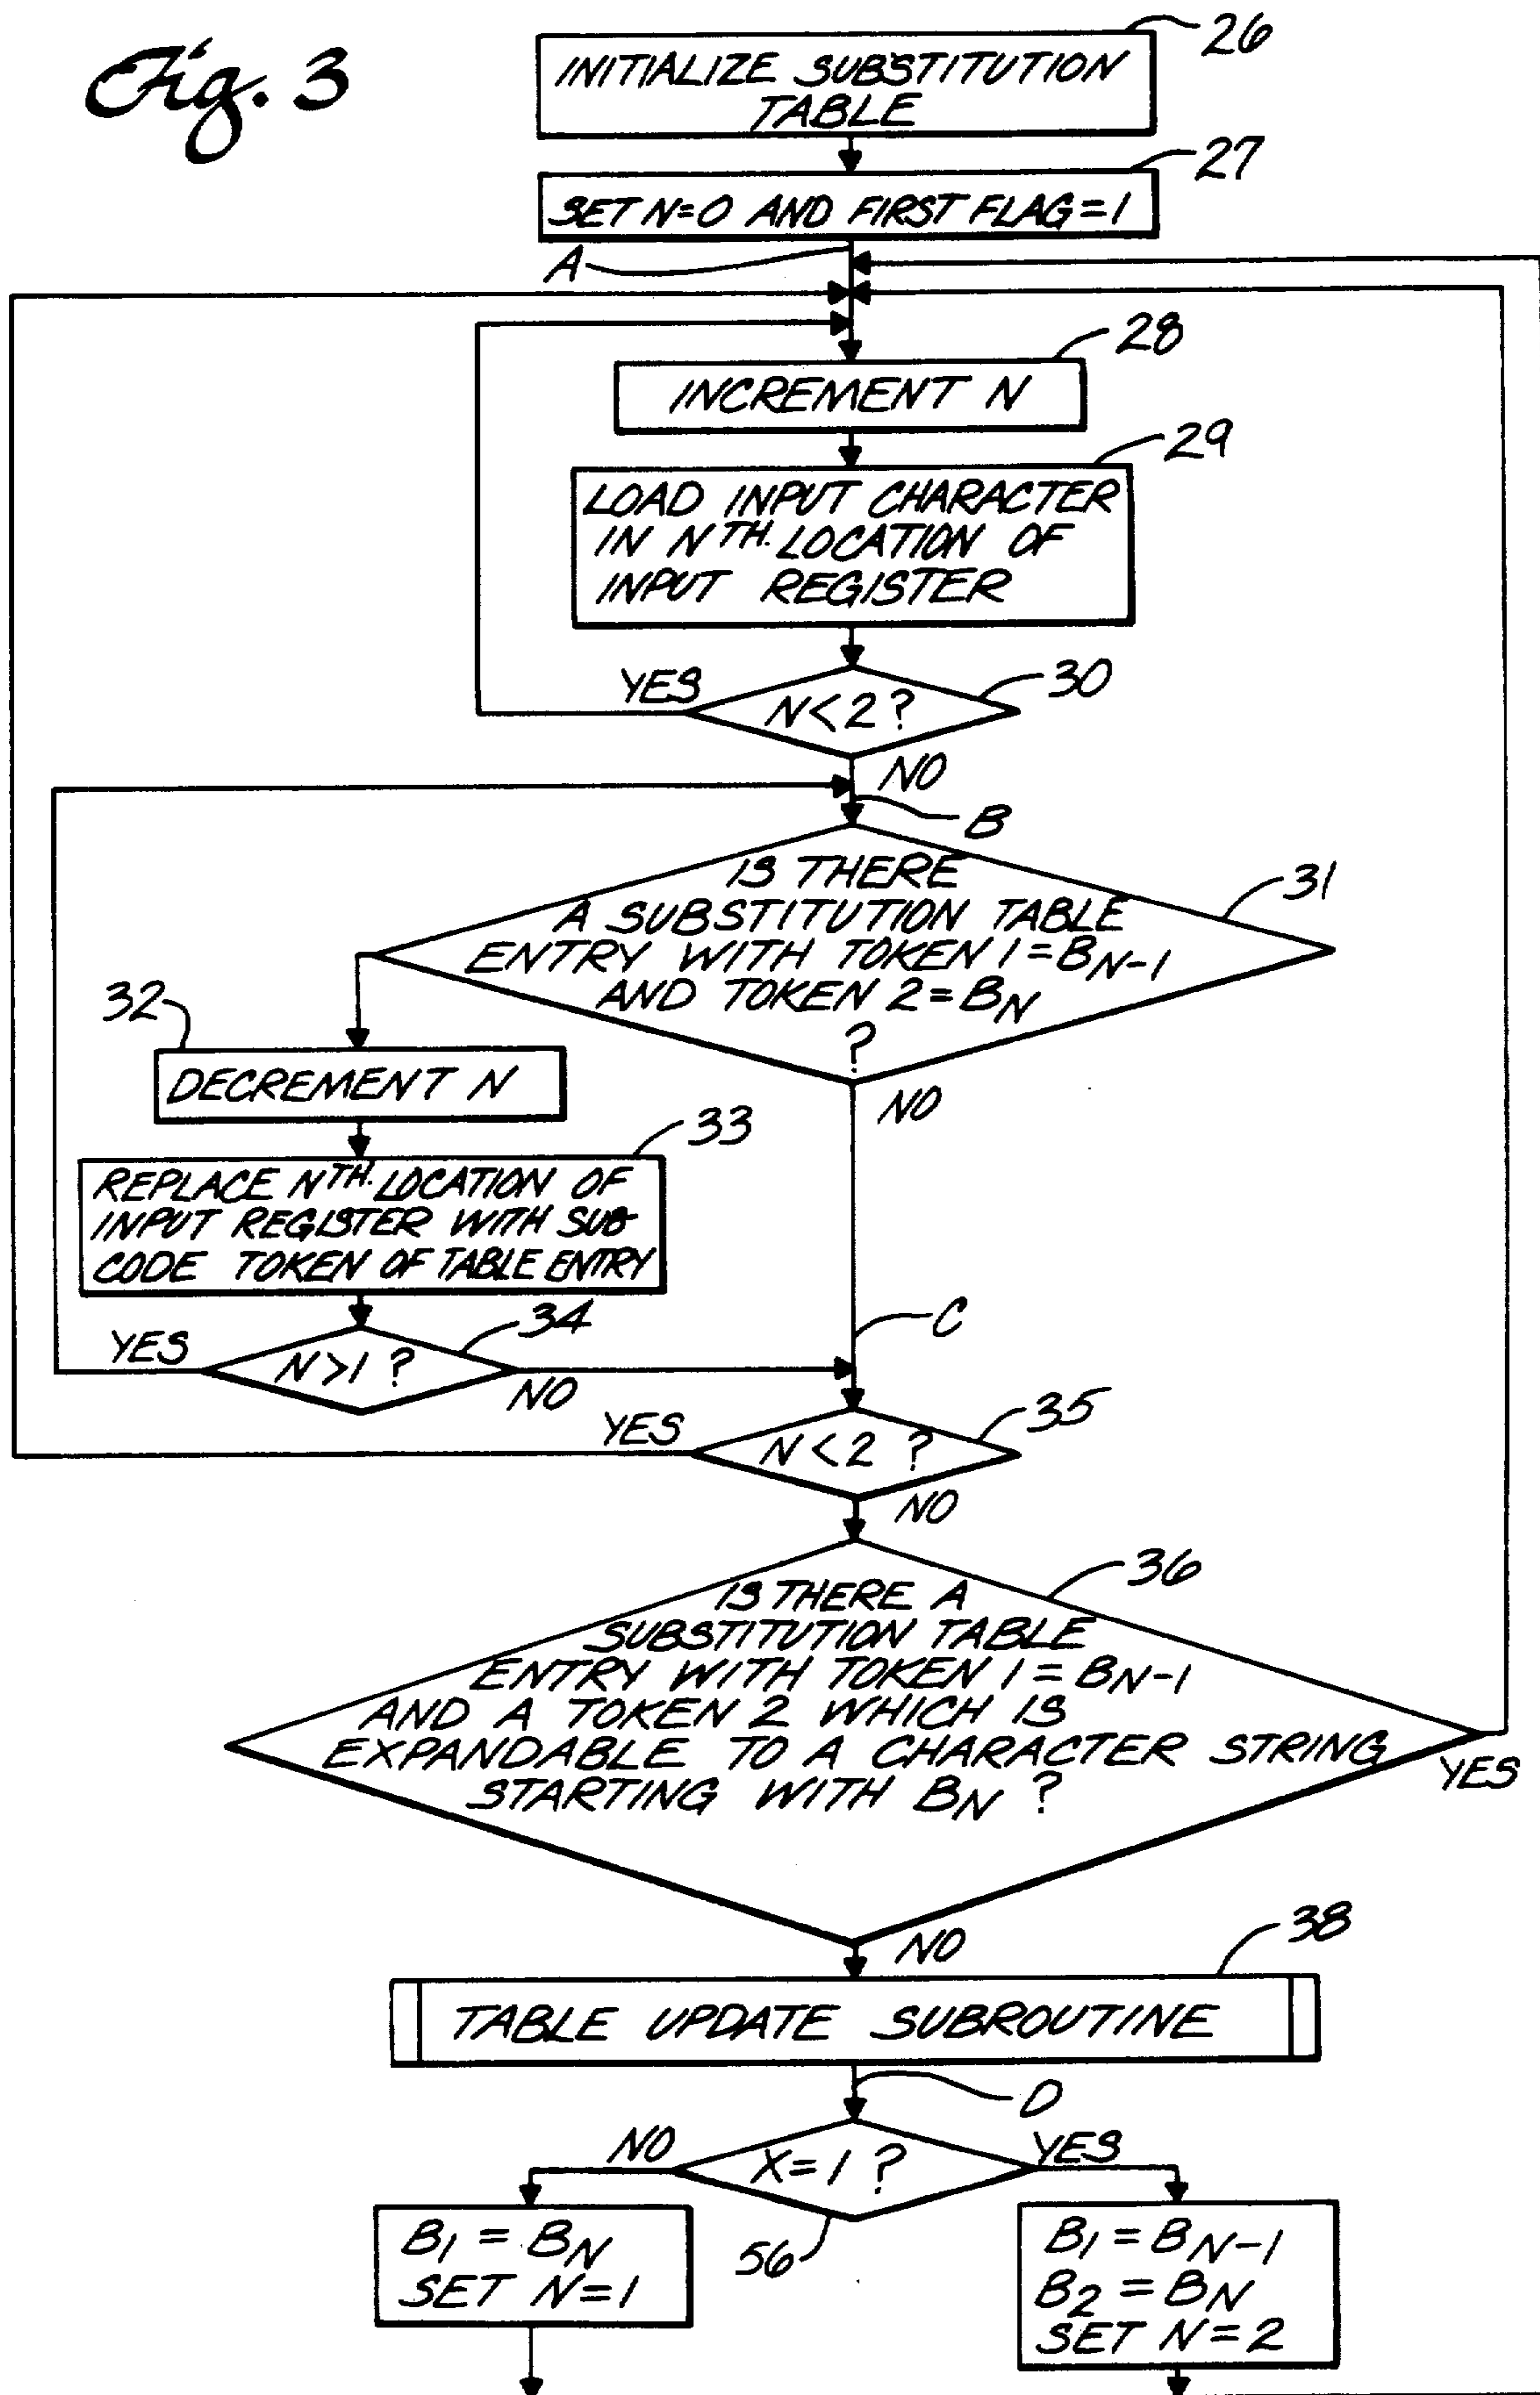 Fig. 3
26
INITIALIZE SUBSTITUTION
TABLE
27
SET N=0 AND FIRST FLAG=1
A
28
INCREMENT N
29
LOAD INPUT CHARACTER
IN NTH. LOCATION OF
INPUT REGISTER
YES
N<2?
30
NO
B
IS THERE
A SUBSTITUTION TABLE
ENTRY WITH TOKEN 1=BN-1
AND TOKEN 2=BN
?
31
NO
32
DECREMENT N
33
REPLACE NTH. LOCATION OF
INPUT REGISTER WITH SUB
CODE TOKEN OF TABLE ENTRY
YES
N>1?
34
NO
C
YES
N<2?
35
NO
IS THERE A
SUBSTITUTION TABLE
ENTRY WITH TOKEN 1=BN-1
AND A TOKEN 2 WHICH IS
EXPANDABLE TO A CHARACTER STRING
STARTING WITH BN?
36
YES
NO
38
TABLE UPDATE SUBROUTINE
D
NO
X=1?
YES
56
B1=BN
SET N=1
B1=BN-1
B2=BN
SET N=2